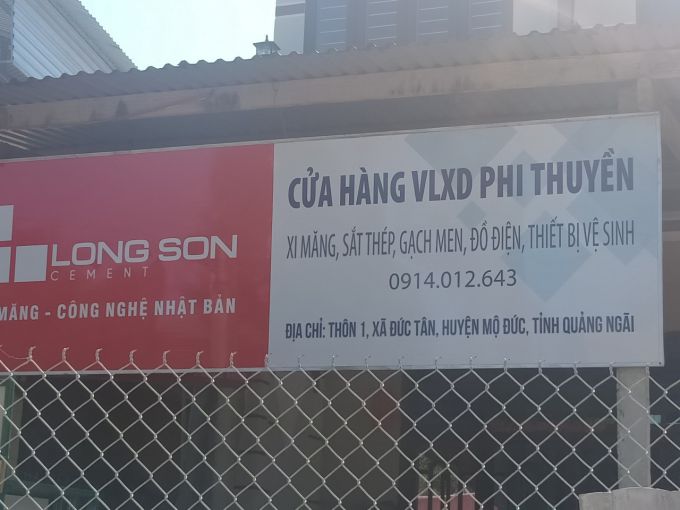 LONG SON
CEMENT
MĂNG - CÔNG NGHỆ NHẬT BẢN
CỬA HÀNG VLXD PHI THUYỀN
XI MĂNG, SẮT THÉP, GẠCH MEN, ĐỒ ĐIỆN, THIẾT BỊ VỆ SINH
0914.012.643
ĐỊA CHỈ: THÔN 1, XÃ ĐỨC TÂN, HUYỆN MỘ ĐỨC, TỈNH QUẢNG NGÃI